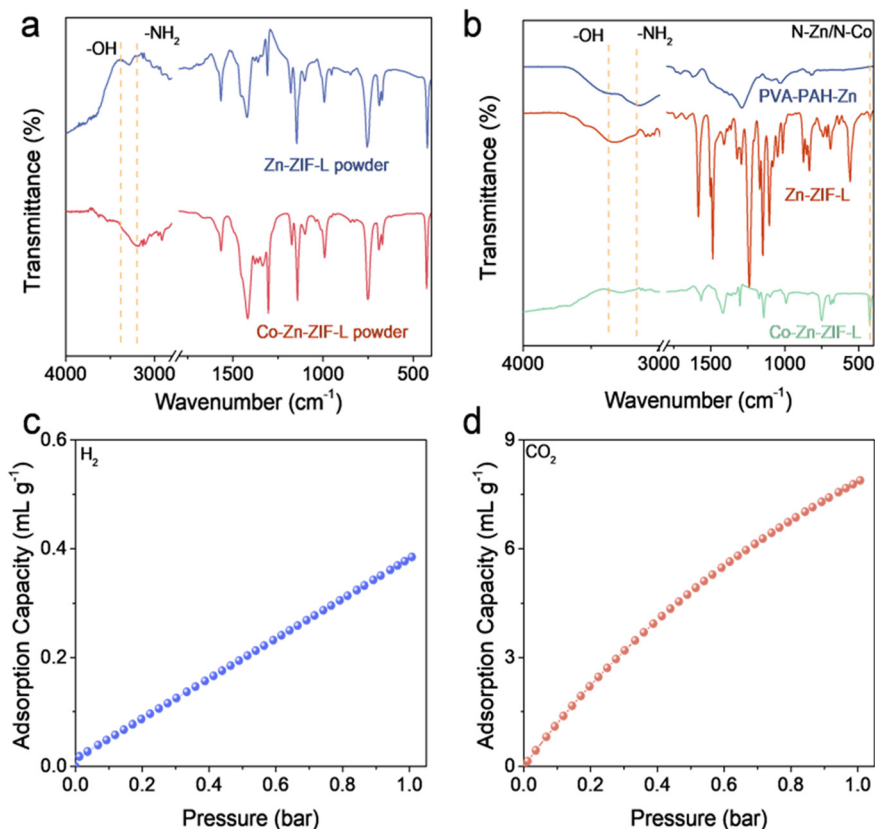 a
-OH
-NH₂
Zn-ZIF-L powder
Co-Zn-ZIF-L powder
Transmittance (%)
4000 3000 1500 1000 500
Wavenumber (cm⁻¹)
b
N-Zn/N-Co
-OH
-NH₂
PVA-PAH-Zn
Zn-ZIF-L
Co-Zn-ZIF-L
Transmittance (%)
4000 3000 1500 1000 500
Wavenumber (cm⁻¹)
c
H₂
Adsorption Capacity (mL g⁻¹)
0.6
0.4
0.2
0.0
0.0 0.2 0.4 0.6 0.8 1.0
Pressure (bar)
d
CO₂
Adsorption Capacity (mL g⁻¹)
9
6
3
0
0.0 0.2 0.4 0.6 0.8 1.0
Pressure (bar)